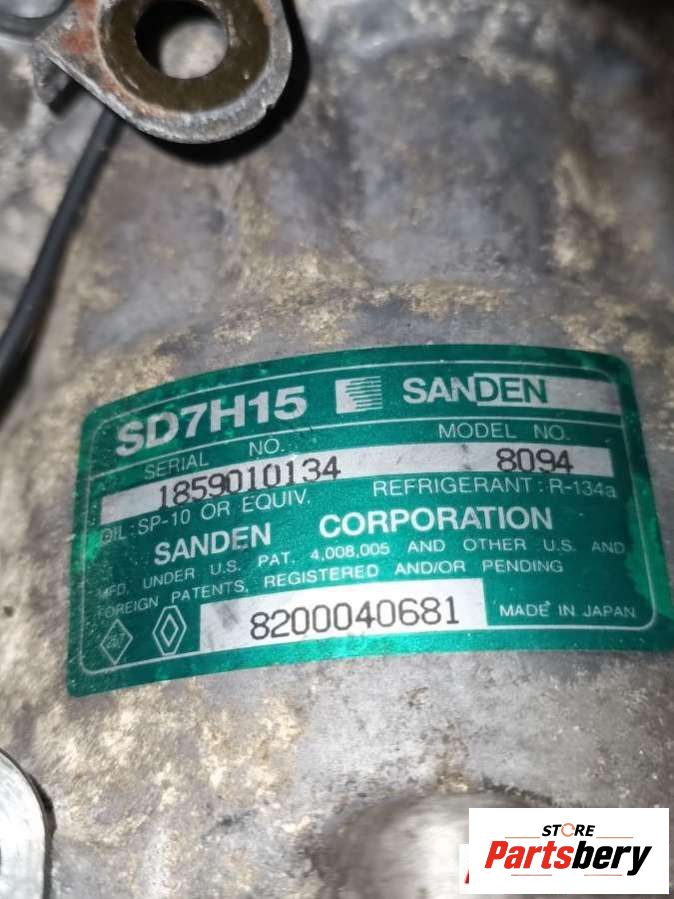 SD7H15 SANDEN
SERIAL NO. MODEL NO.
1859010134 8094
OIL: SP-10 OR EQUIV. REFRIGERANT: R-134a
SANDEN CORPORATION
MFD. UNDER U.S. PAT. 4,008,005 AND OTHER U.S. AND
FOREIGN PATENTS, REGISTERED AND/OR PENDING
8200040681 MADE IN JAPAN
STORE
Partsbery